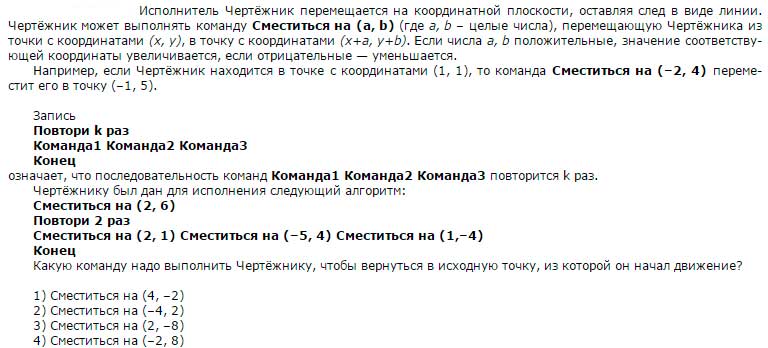 Исполнитель Чертёжник перемещается на координатной плоскости, оставляя след в виде линии.
Чертёжник может выполнять команду Сместиться на (a, b) (где a, b – целые числа), перемещающую Чертёжника из
точки с координатами (x, y), в точку с координатами (x+a, y+b). Если числа a, b положительные, значение соответству-
ющей координаты увеличивается, если отрицательные — уменьшается.
Например, если Чертёжник находится в точке с координатами (1, 1), то команда Сместиться на (−2, 4) переме-
стит его в точку (–1, 5).
Запись
Повтори k раз
Команда1 Команда2 Команда3
Конец
означает, что последовательность команд Команда1 Команда2 Команда3 повторится k раз.
Чертёжнику был дан для исполнения следующий алгоритм:
Сместиться на (2, 6)
Повтори 2 раз
Сместиться на (2, 1) Сместиться на (−5, 4) Сместиться на (1,−4)
Конец
Какую команду надо выполнить Чертёжнику, чтобы вернуться в исходную точку, из которой он начал движение?
1) Сместиться на (4, –2)
2) Сместиться на (–4, 2)
3) Сместиться на (2, –8)
4) Сместиться на (–2, 8)